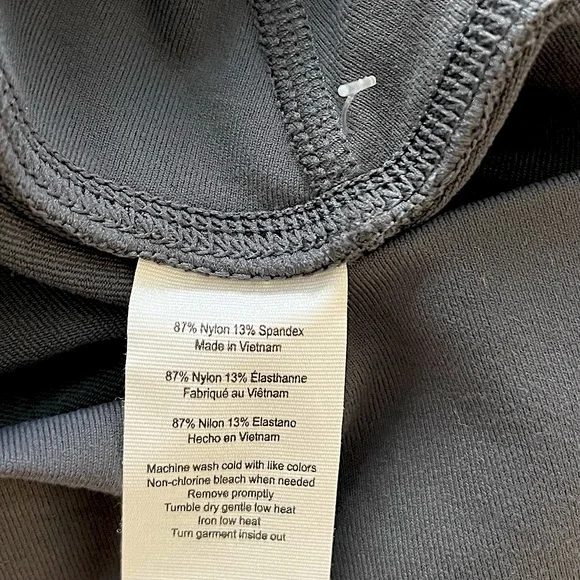 87% Nylon 13% Spandex
Made in Vietnam
87% Nylon 13% Élasthanne
Fabriqué au Viêtnam
87% Nilon 13% Elastano
Hecho en Vietnam
Machine wash cold with like colors
Non-chlorine bleach when needed
Remove promptly
Tumble dry gentle low heat
Iron low heat
Turn garment inside out